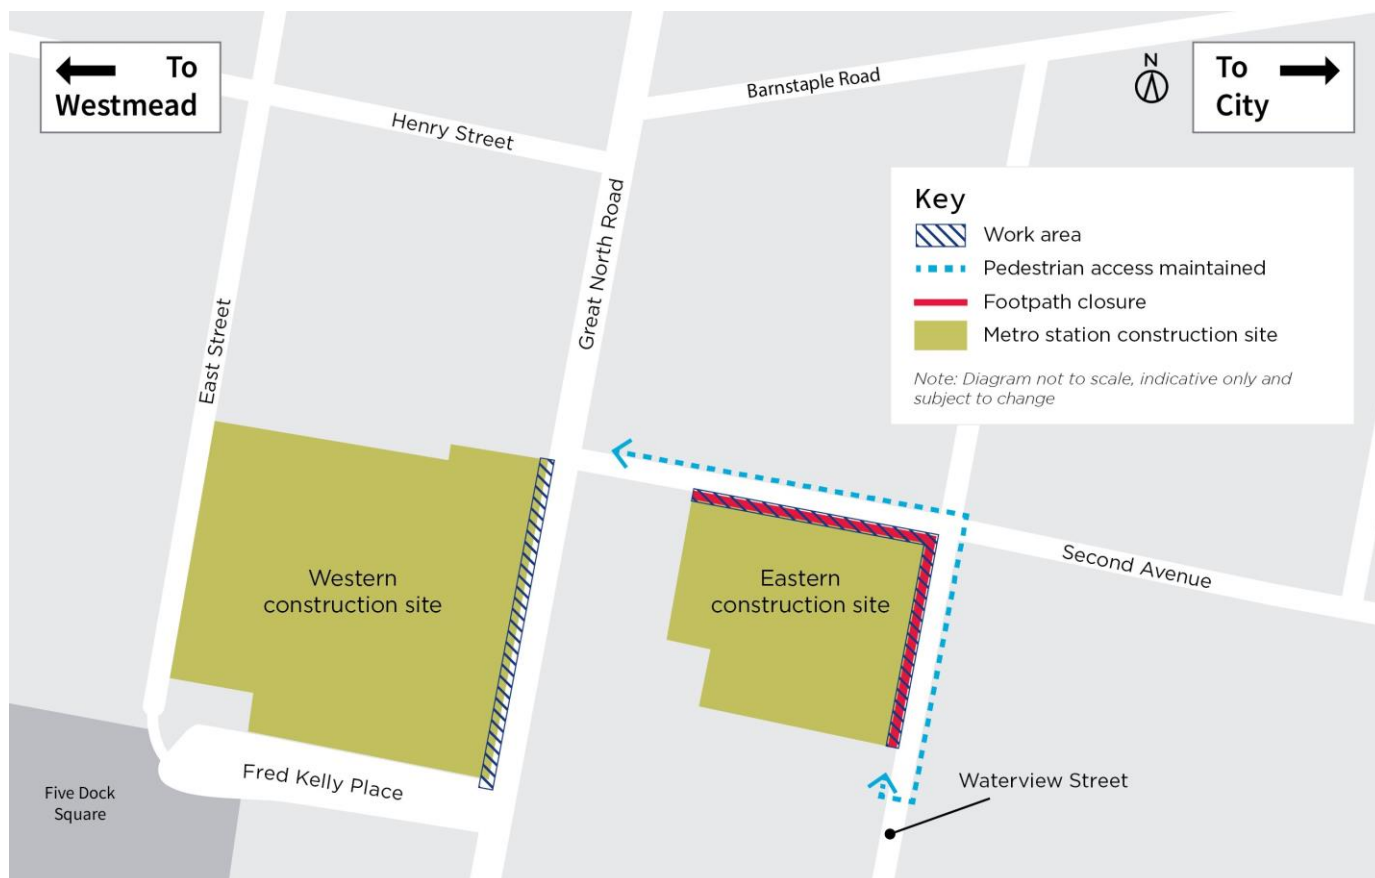 To
Westmead
N
To
City
Barnstaple Road
Henry Street
Great North Road
East Street
Key
Work area
Pedestrian access maintained
Footpath closure
Metro station construction site
Note: Diagram not to scale, indicative only and
subject to change
Western
construction site
Eastern
construction site
Second Avenue
Fred Kelly Place
Waterview Street
Five Dock
Square